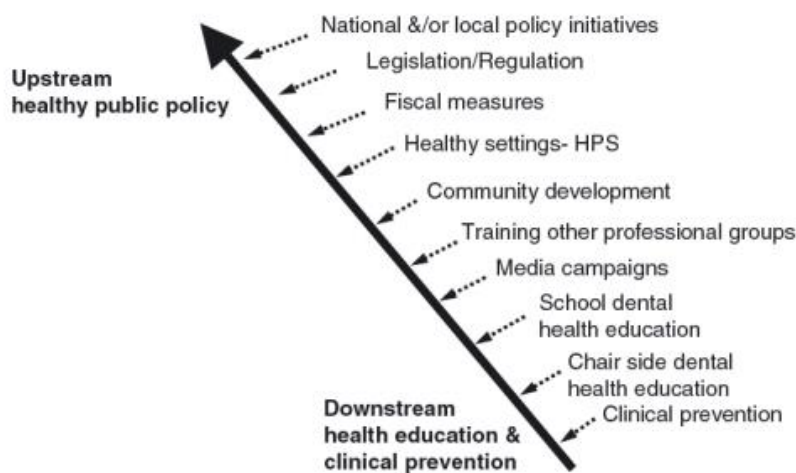 National &/or local policy initiatives
Legislation/Regulation
Upstream
healthy public policy
Fiscal measures
Healthy settings- HPS
Community development
Training other professional groups
Media campaigns
School dental
health education
Chair side dental
health education
Downstream
health education &
clinical prevention
Clinical prevention